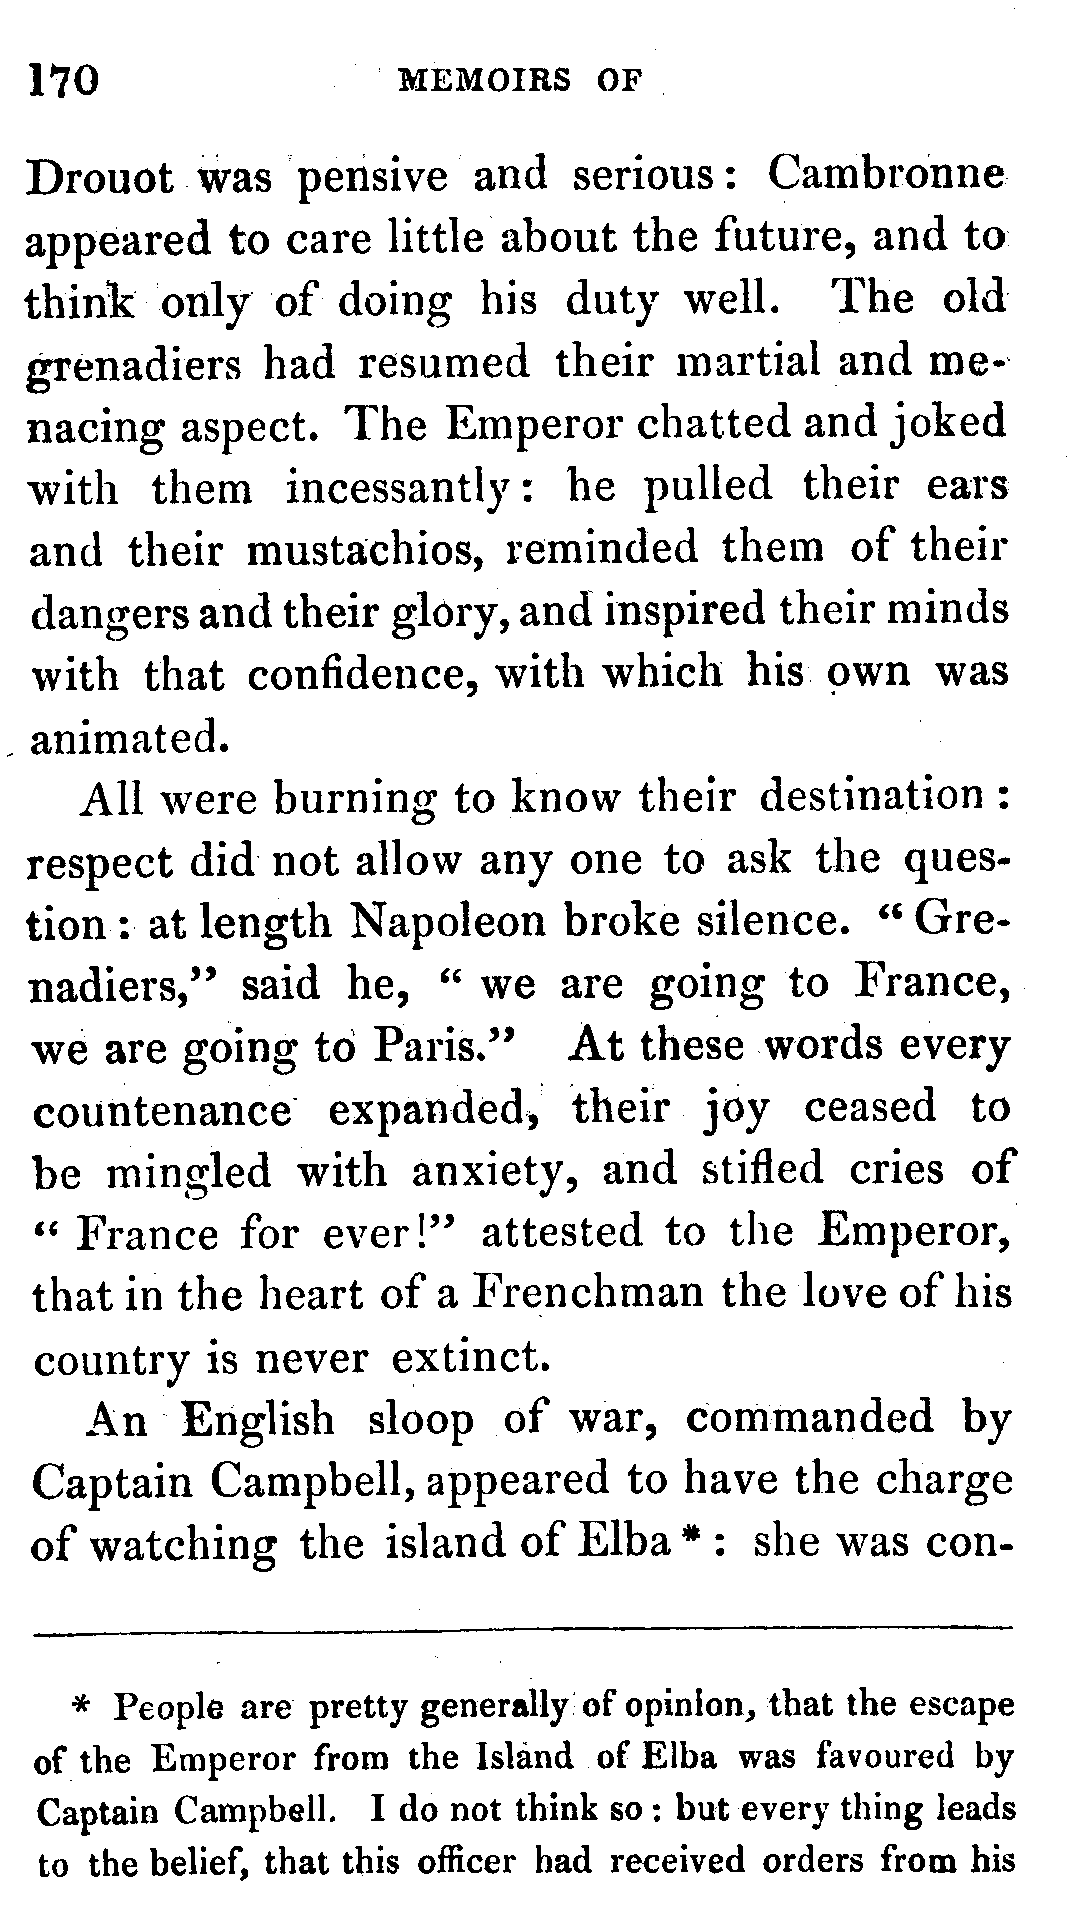 170 MEMOIRS OF
Drouot was pensive and serious: Cambronne
appeared to care little about the future, and to
think only of doing his duty well. The old
grenadiers had resumed their martial and me-
nacing aspect. The Emperor chatted and joked
with them incessantly: he pulled their ears
and their mustachios, reminded them of their
dangers and their glory, and inspired their minds
with that confidence, with which his own was
animated.
All were burning to know their destination:
respect did not allow any one to ask the ques-
tion: at length Napoleon broke silence. “Gre-
nadiers,” said he, “we are going to France,
we are going to Paris.” At these words every
countenance expanded, their joy ceased to
be mingled with anxiety, and stifled cries of
“France for ever!” attested to the Emperor,
that in the heart of a Frenchman the love of his
country is never extinct.
An English sloop of war, commanded by
Captain Campbell, appeared to have the charge
of watching the island of Elba*: she was con-
* People are pretty generally of opinion, that the escape
of the Emperor from the Island of Elba was favoured by
Captain Campbell. I do not think so: but every thing leads
to the belief, that this officer had received orders from his